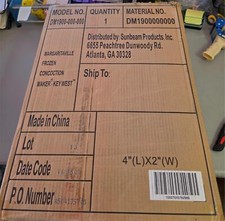 MODEL NO.
DM1900-000-000
QUANTITY
1
MATERIAL NO.
DM1900000000
MARGARITAVILLE
FROZEN
CONCOCTION
MAKER-KEY WEST
Distributed by Sunbeam Products, Inc
6655 Peachtree Dunwoody Rd.
Atlanta, GA 30328
Ship To:
Made in China
Lot
Date Code
P.O. Number
4"(L)X2"(W)